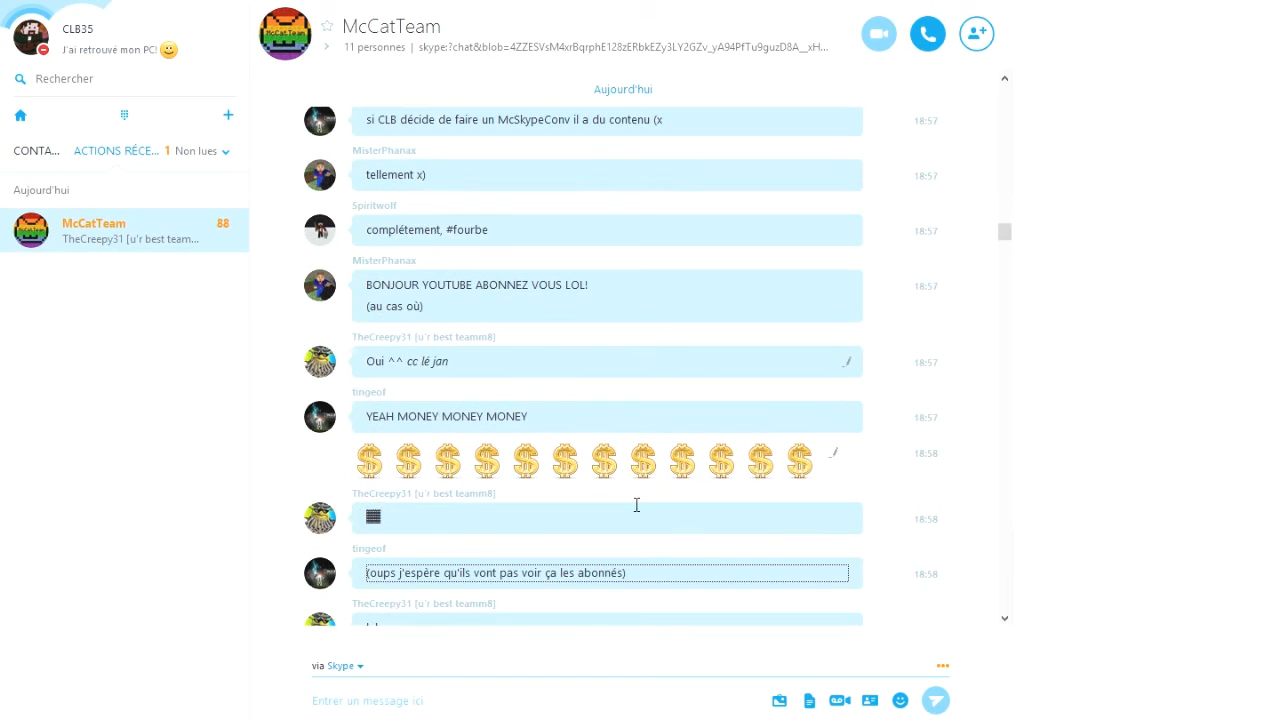 CLB35
J'ai retrouvé mon PC!
Rechercher
CONTA...
ACTIONS RÉCE...
1 Non lues
Aujourd'hui
McCatTeam
88
TheCreepy31 [u'r best team...
McCatTeam
McCatTeam
11 personnes | skype:?chat&blob=4ZZESVsM4xrBqrphE128zERbkEZy3LY2GZv_yA94PfTu9guzD8A__xH...
Aujourd'hui
si CLB décide de faire un McSkypeConv il a du contenu (x
18:57
MisterPhanax
tellement x)
18:57
Spiritwolf
complétement, #fourbe
18:57
MisterPhanax
BONJOUR YOUTUBE ABONNEZ VOUS LOL!
18:57
(au cas où)
TheCreepy31 [u'r best teamm8]
Oui ^^ cc lé jan
18:57
tingeof
YEAH MONEY MONEY MONEY
18:57
18:58
TheCreepy31 [u'r best teamm8]
18:58
tingeof
(oups j'espère qu'ils vont pas voir ça les abonnés)
18:58
TheCreepy31 [u'r best teamm8]
via Skype
Entrer un message ici